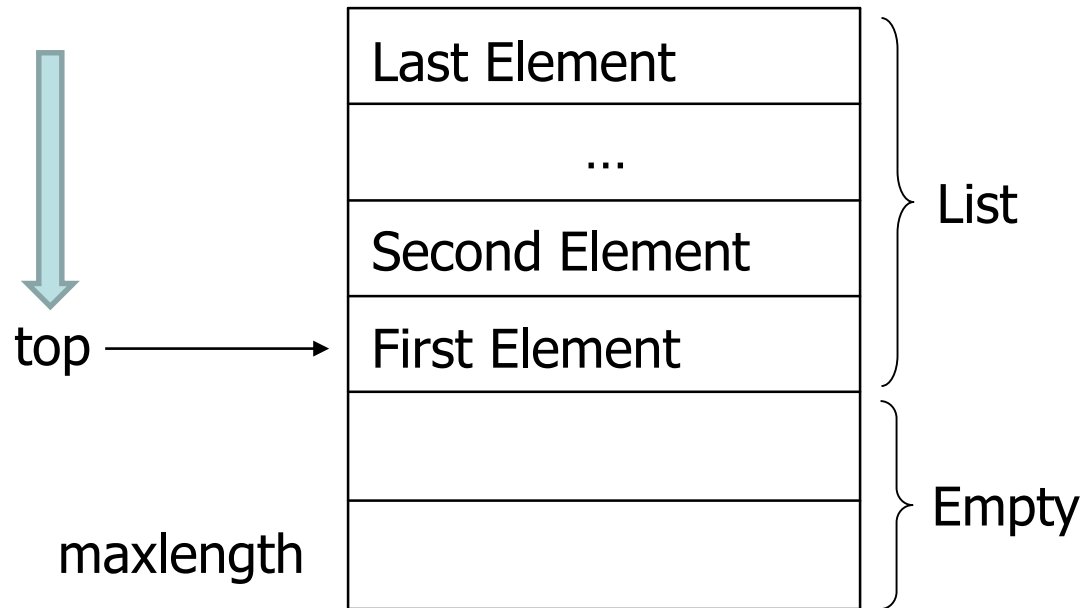 Last Element
...
Second Element
List
top
First Element
Empty
maxlength